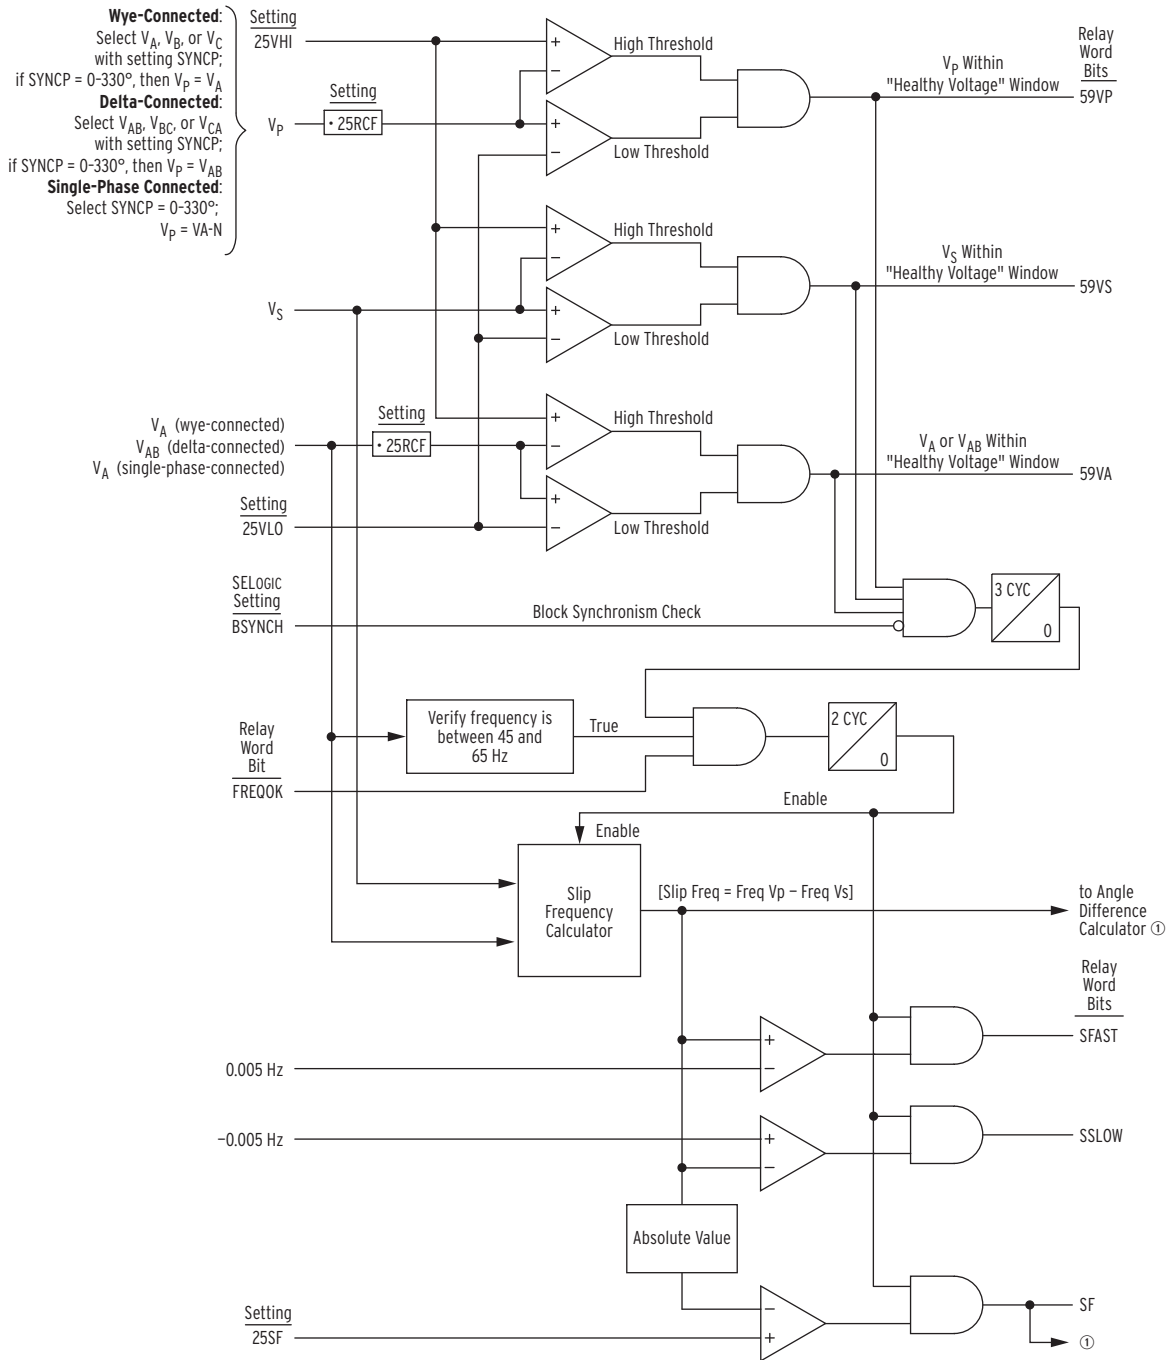 Wye-Connected:
Select VA, VB, or VC
with setting SYNCP;
if SYNCP = 0-330°, then VP = VA
Delta-Connected:
Select VAB, VBC, or VCA
with setting SYNCP;
if SYNCP = 0-330°, then VP = VAB
Single-Phase Connected:
Select SYNCP = 0-330°;
VP = VA-N
Setting
25VHI
+
−
High Threshold
VP
Setting
• 25RCF
+
−
Low Threshold
VP Within
"Healthy Voltage" Window
Relay
Word
Bits
59VP
+
−
High Threshold
VS
+
−
Low Threshold
VS Within
"Healthy Voltage" Window
59VS
VA (wye-connected)
VAB (delta-connected)
VA (single-phase-connected)
Setting
• 25RCF
+
−
High Threshold
+
−
Low Threshold
VA or VAB Within
"Healthy Voltage" Window
59VA
Setting
25VLO
SELOGIC
Setting
BSYNCH
Block Synchronism Check
3 CYC
0
Verify frequency is
between 45 and
65 Hz
True
2 CYC
0
Relay
Word
Bit
FREQOK
Enable
Enable
Slip
Frequency
Calculator
[Slip Freq = Freq Vp − Freq Vs]
to Angle
Difference
Calculator ①
Relay
Word
Bits
0.005 Hz
+
−
SFAST
−0.005 Hz
+
−
SSLOW
Absolute Value
Setting
25SF
−
+
SF
①